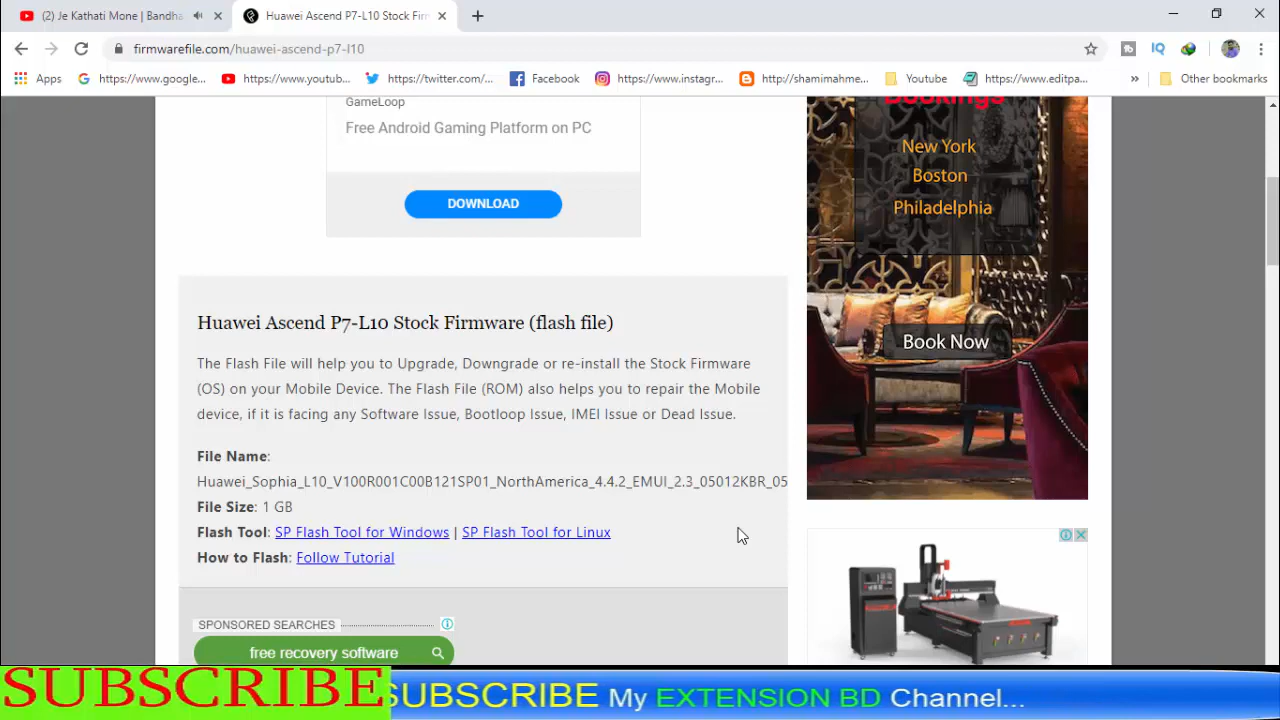 (2) Je Kathati Mone | Bandha
Huawei Ascend P7-L10 Stock Firm
firmwarefile.com/huawei-ascend-p7-l10
Apps
https://www.google...
https://www.youtub...
https://twitter.com/...
Facebook
https://www.instagr...
http://shamimahme...
Youtube
https://www.editpa...
»
Other bookmarks
GameLoop
Free Android Gaming Platform on PC
DOWNLOAD
Bookings
New York
Boston
Philadelphia
Book Now
Huawei Ascend P7-L10 Stock Firmware (flash file)
The Flash File will help you to Upgrade, Downgrade or re-install the Stock Firmware
(OS) on your Mobile Device. The Flash File (ROM) also helps you to repair the Mobile
device, if it is facing any Software Issue, Bootloop Issue, IMEI Issue or Dead Issue.
File Name:
Huawei_Sophia_L10_V100R001C00B121SP01_NorthAmerica_4.4.2_EMUI_2.3_05012KBR_05
File Size: 1 GB
Flash Tool: SP Flash Tool for Windows | SP Flash Tool for Linux
How to Flash: Follow Tutorial
SPONSORED SEARCHES
free recovery software
SUBSCRIBE
SUBSCRIBE My EXTENSION BD Channel...